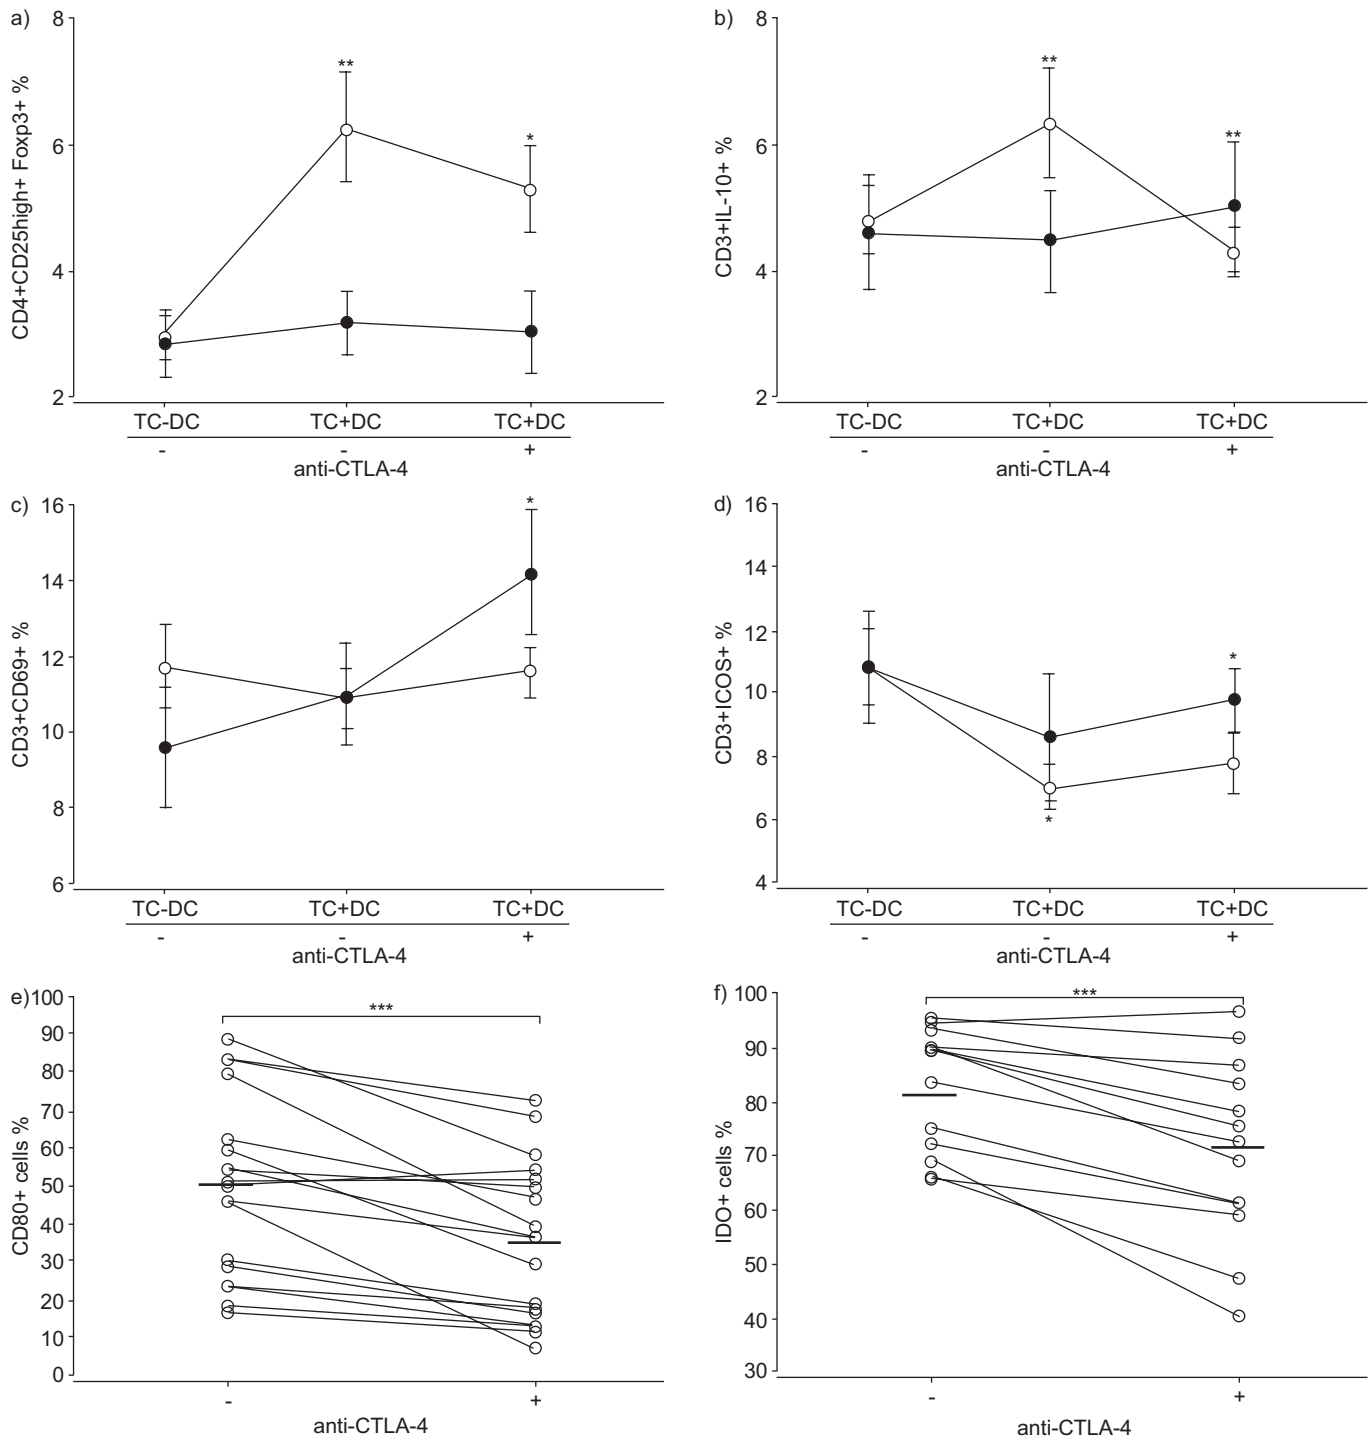 a)
8
6
4
2
CD4+CD25high+ Foxp3+ %
**
*
TC-DC TC+DC TC+DC
- - +
anti-CTLA-4
b)
8
6
4
2
CD3+IL-10+ %
**
**
TC-DC TC+DC TC+DC
- - +
anti-CTLA-4
c)
16
14
12
10
8
6
CD3+CD69+ %
*
TC-DC TC+DC TC+DC
- - +
anti-CTLA-4
d)
16
14
12
10
8
6
4
CD3+ICOS+ %
*
*
TC-DC TC+DC TC+DC
- - +
anti-CTLA-4
e)
100
90
80
70
60
50
40
30
20
10
0
CD80+ cells %
***
- +
anti-CTLA-4
f)
100
90
80
70
60
50
40
30
IDO+ cells %
***
- +
anti-CTLA-4